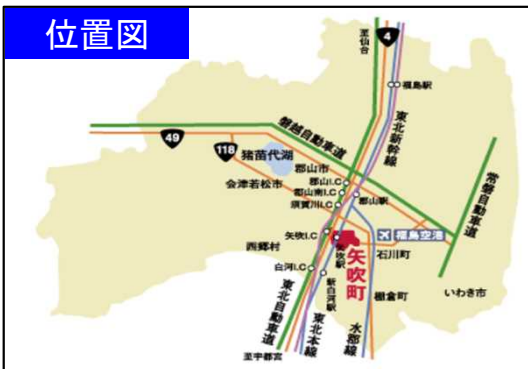 位置図
至仙台
4
福島駅
東北新幹線
磐越自動車道
49
118
猪苗代湖
郡山市
会津若松市
郡山I.C
郡山南I.C
郡山駅
須賀川I.C
常磐自動車道
矢吹I.C
福島空港
矢吹駅
矢吹町
西郷村
石川町
白河I.C
新白河駅
棚倉町
いわき市
東北自動車道
東北本線
水郡線
至宇都宮